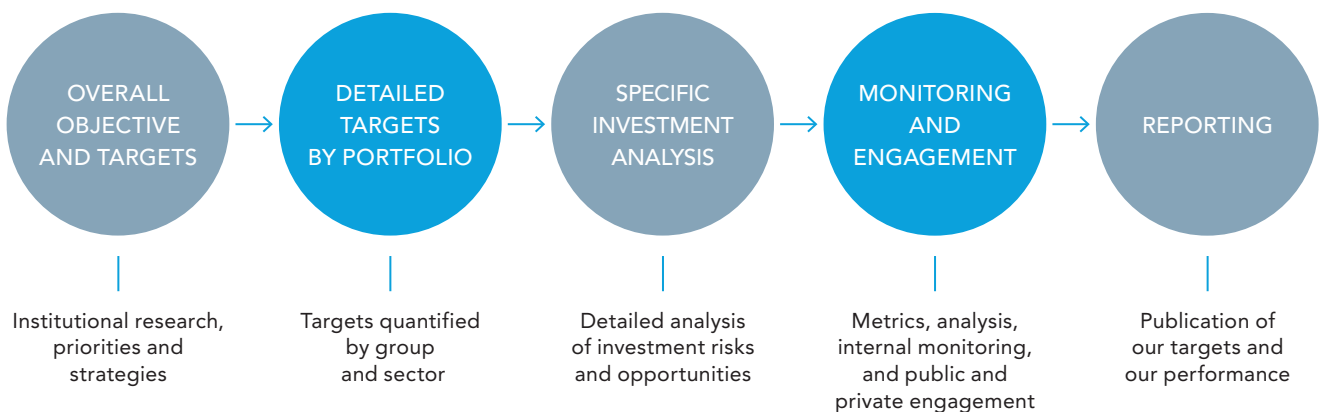 OVERALL
OBJECTIVE
AND TARGETS
DETAILED
TARGETS
BY PORTFOLIO
SPECIFIC
INVESTMENT
ANALYSIS
MONITORING
AND
ENGAGEMENT
REPORTING
Institutional research,
priorities and
strategies
Targets quantified
by group
and sector
Detailed analysis
of investment risks
and opportunities
Metrics, analysis,
internal monitoring,
and public and
private engagement
Publication of
our targets and
our performance